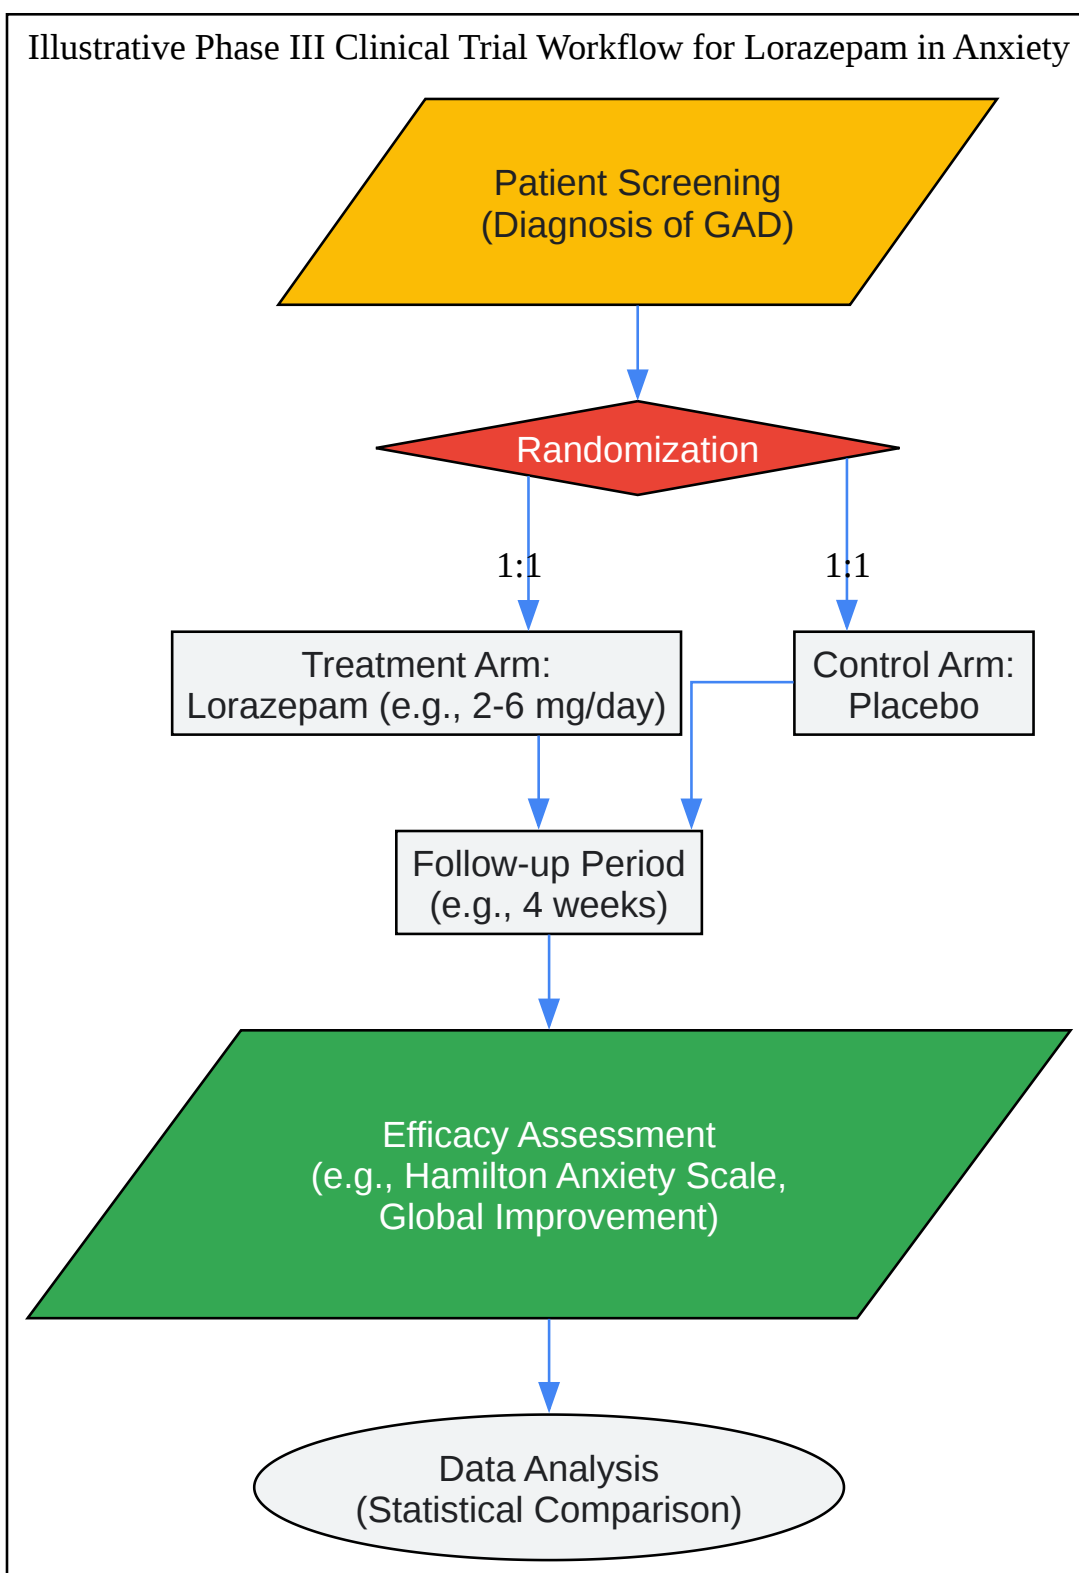 Illustrative Phase III Clinical Trial Workflow for Lorazepam in Anxiety
Patient Screening
(Diagnosis of GAD)
Randomization
1:1
1:1
Treatment Arm:
Lorazepam (e.g., 2-6 mg/day)
Control Arm:
Placebo
Follow-up Period
(e.g., 4 weeks)
Efficacy Assessment
(e.g., Hamilton Anxiety Scale,
Global Improvement)
Data Analysis
(Statistical Comparison)